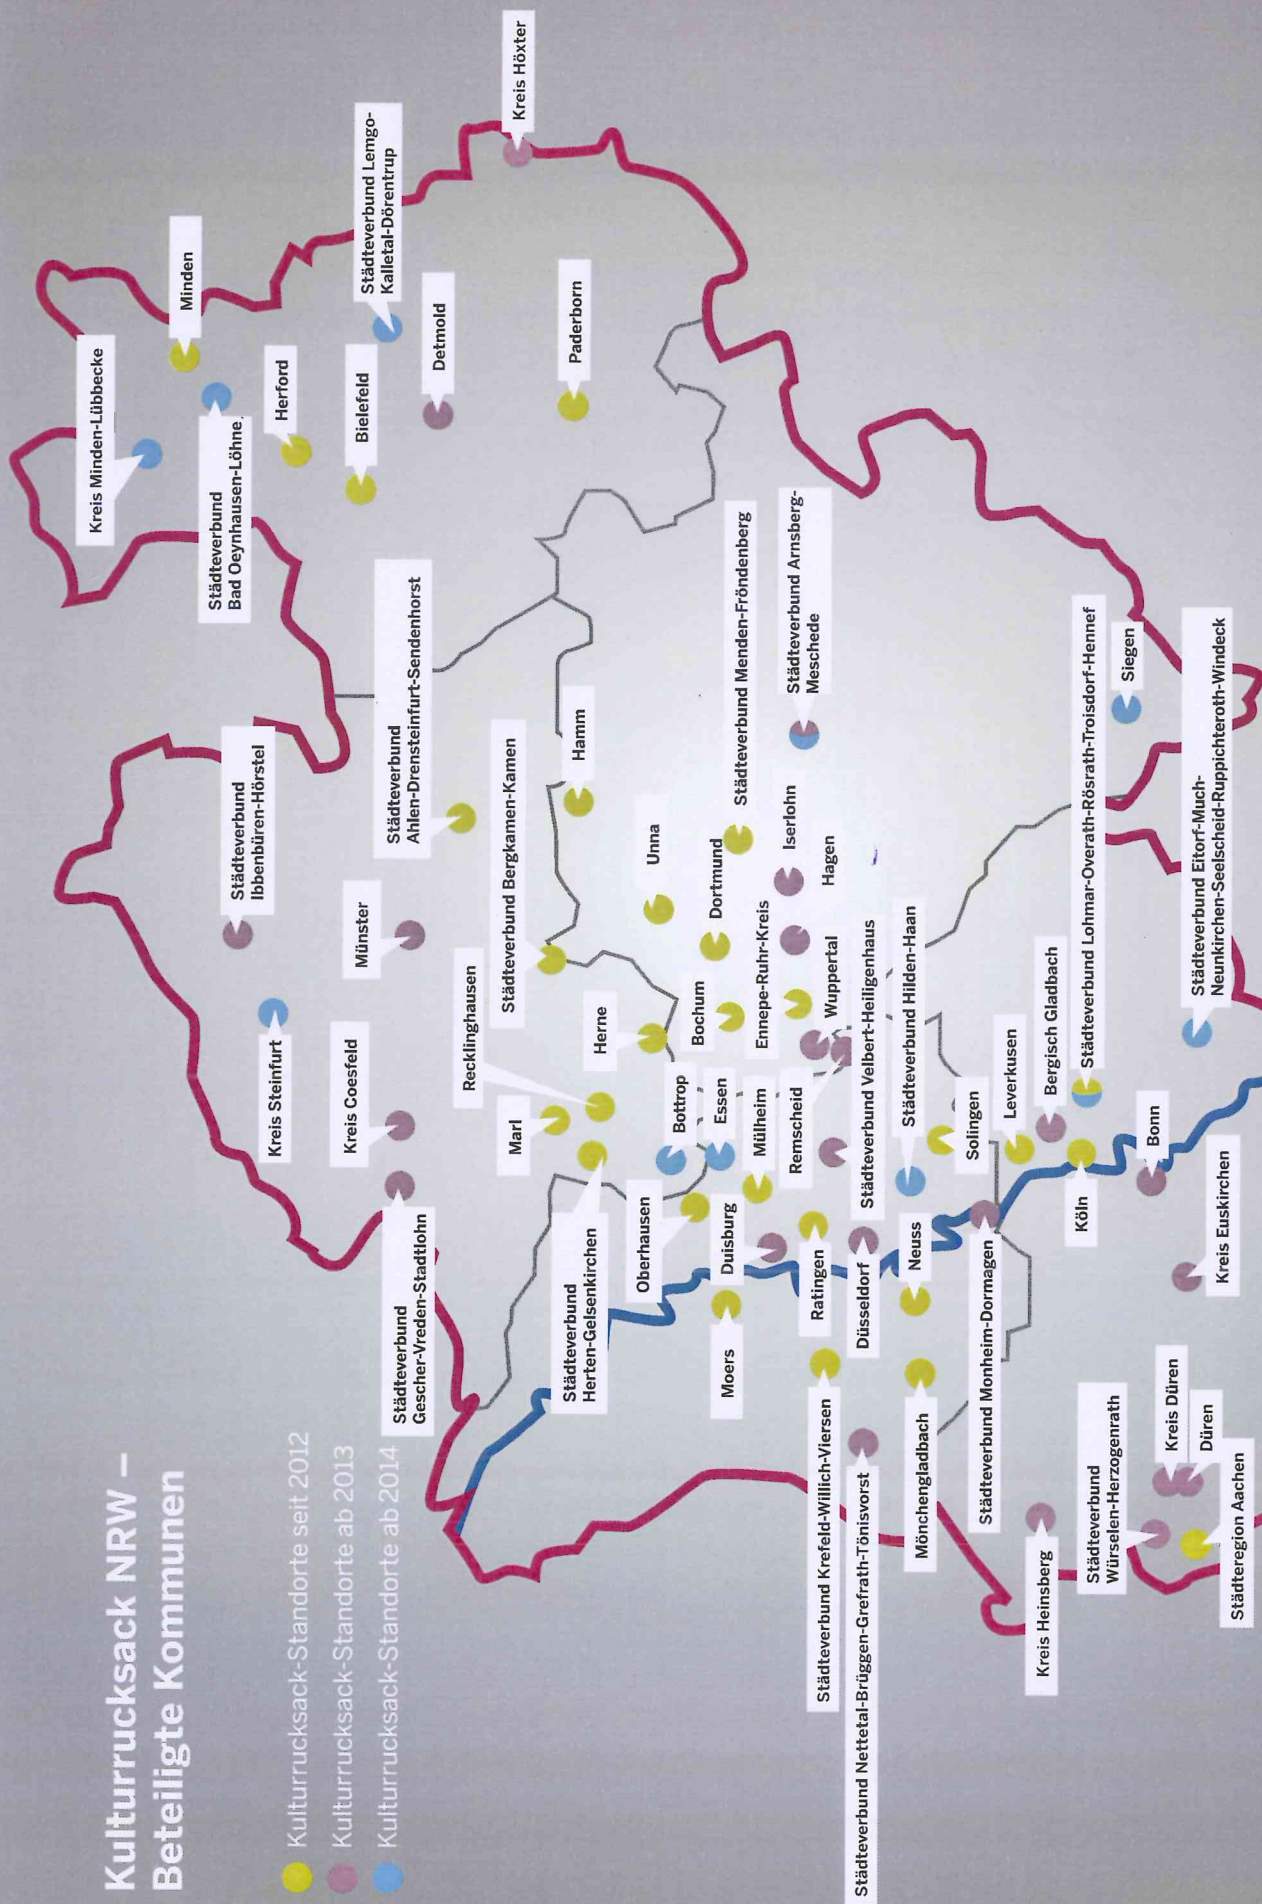 Kulturrucksack NRW –
Beteiligte Kommunen
Kulturrucksack-Standorte seit 2012
Kulturrucksack-Standorte ab 2013
Kulturrucksack-Standorte ab 2014
Kreis Minden-Lübbecke
Minden
Städteverbund
Bad Oeynhausen-Löhne
Herford
Bielefeld
Städteverbund Lemgo-
Kalletal-Dörentrup
Detmold
Kreis Höxter
Paderborn
Städteverbund
Ibbenbüren-Hörstel
Kreis Steinfurt
Münster
Kreis Coesfeld
Städteverbund
Gescher-Vreden-Stadtlohn
Städteverbund
Ahlen-Drensteinfurt-Sendenhorst
Recklinghausen
Städteverbund Bergkamen-Kamen
Marl
Hamm
Städteverbund
Herten-Gelsenkirchen
Herne
Unna
Oberhausen
Bottrop
Bochum
Dortmund
Städteverbund Menden-Fröndenberg
Essen
Duisburg
Moers
Mülheim
Ennepe-Ruhr-Kreis
Iserlohn
Städteverbund Arnsberg-
Meschede
Remscheid
Ratingen
Wuppertal
Hagen
Städteverbund Krefeld-Willich-Viersen
Städteverbund Nettetal-Brüggen-Grefrath-Tönisvorst
Düsseldorf
Städteverbund Velbert-Heiligenhaus
Städteverbund Hilden-Haan
Neuss
Mönchengladbach
Solingen
Städteverbund Monheim-Dormagen
Leverkusen
Bergisch Gladbach
Kreis Heinsberg
Köln
Städteverbund Lohmar-Overath-Rösrath-Troisdorf-Hennef
Siegen
Städteverbund
Würselen-Herzogenrath
Bonn
Kreis Düren
Düren
Kreis Euskirchen
Städteverbund Eitorf-Much-
Neunkirchen-Seelscheid-Ruppichteroth-Windeck
Städteregion Aachen